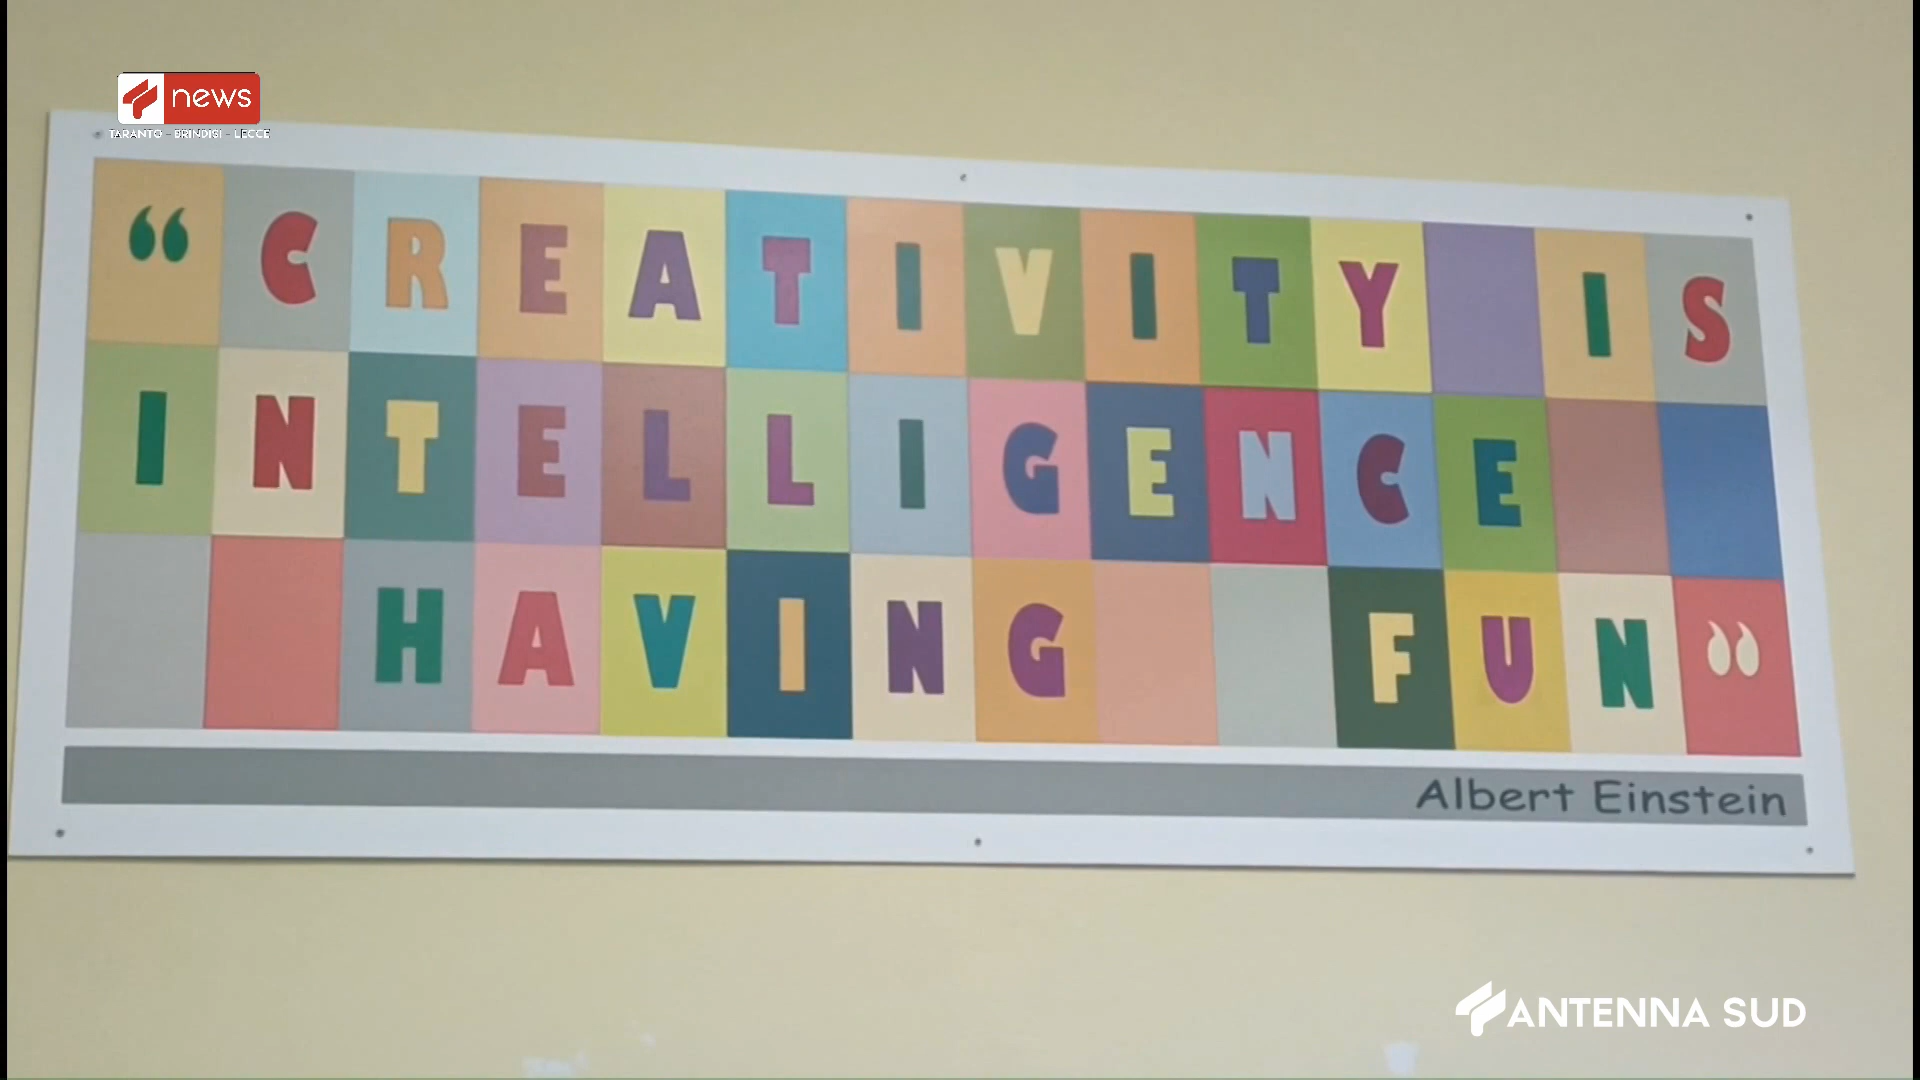 news
TARANTO - BRINDISI - LECCE
“CREATIVITY IS
INTELLIGENCE
HAVING FUN”
Albert Einstein
ANTENNA SUD